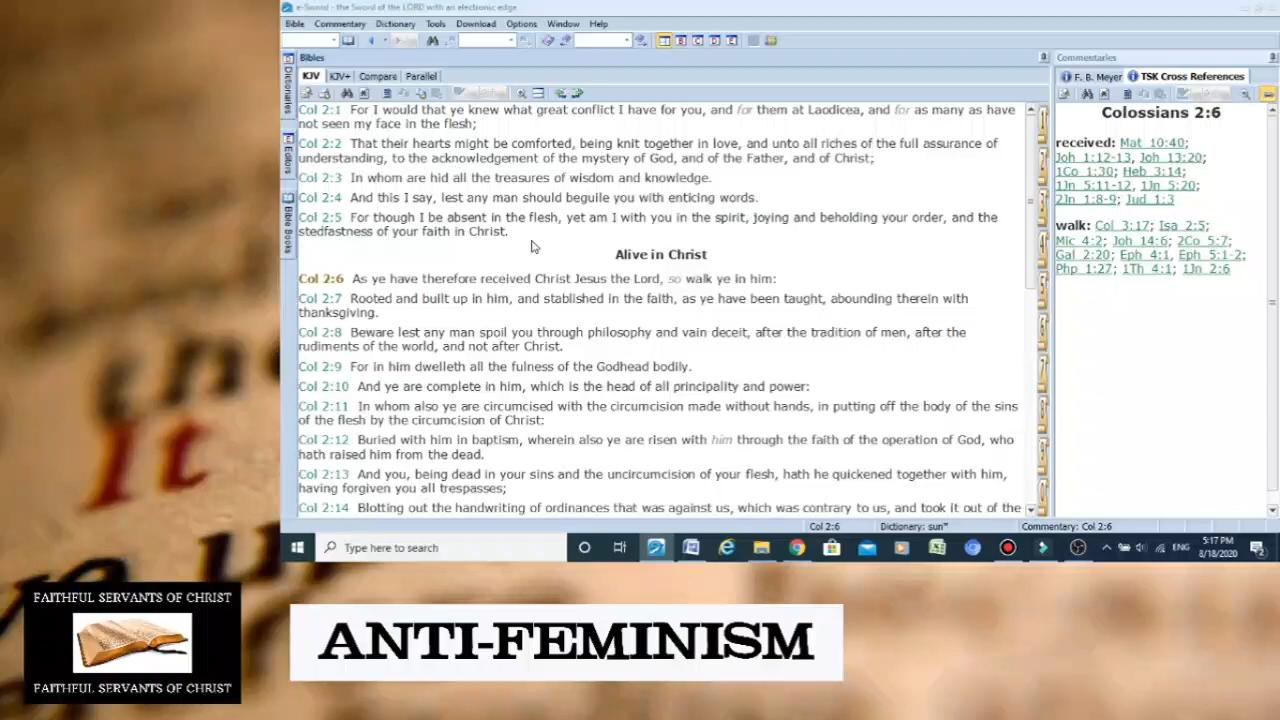 e-Sword - the Sword of the LORD with an electronic edge
Bible Commentary Dictionary Tools Download Options Window Help
Bibles
KJV KJV+ Compare Parallel
Dictionaries
Editors
Bible Books
Col 2:1 For I would that ye knew what great conflict I have for you, and for them at Laodicea, and for as many as have
not seen my face in the flesh;
Col 2:2 That their hearts might be comforted, being knit together in love, and unto all riches of the full assurance of
understanding, to the acknowledgement of the mystery of God, and of the Father, and of Christ;
Col 2:3 In whom are hid all the treasures of wisdom and knowledge.
Col 2:4 And this I say, lest any man should beguile you with enticing words.
Col 2:5 For though I be absent in the flesh, yet am I with you in the spirit, joying and beholding your order, and the
stedfastness of your faith in Christ.
Alive in Christ
Col 2:6 As ye have therefore received Christ Jesus the Lord, so walk ye in him:
Col 2:7 Rooted and built up in him, and stablished in the faith, as ye have been taught, abounding therein with
thanksgiving.
Col 2:8 Beware lest any man spoil you through philosophy and vain deceit, after the tradition of men, after the
rudiments of the world, and not after Christ.
Col 2:9 For in him dwelleth all the fulness of the Godhead bodily.
Col 2:10 And ye are complete in him, which is the head of all principality and power:
Col 2:11 In whom also ye are circumcised with the circumcision made without hands, in putting off the body of the sins
of the flesh by the circumcision of Christ:
Col 2:12 Buried with him in baptism, wherein also ye are risen with him through the faith of the operation of God, who
hath raised him from the dead.
Col 2:13 And you, being dead in your sins and the uncircumcision of your flesh, hath he quickened together with him,
having forgiven you all trespasses;
Col 2:14 Blotting out the handwriting of ordinances that was against us, which was contrary to us, and took it out of the
Commentaries
F. B. Meyer TSK Cross References
Colossians 2:6
received: Mat 10:40;
Joh 1:12-13, Joh 13:20;
1Co 1:30; Heb 3:14;
1Jn 5:11-12, 1Jn 5:20;
2Jn 1:8-9; Jud 1:3
walk: Col 3:17; Isa 2:5;
Mic 4:2; Joh 14:6; 2Co 5:7;
Gal 2:20; Eph 4:1, Eph 5:1-2;
Php 1:27; 1Th 4:1; 1Jn 2:6
Col 2:6 Dictionary: sun* Commentary: Col 2:6
Type here to search
ENG
5:17 PM
8/18/2020
It
FAITHFUL SERVANTS OF CHRIST
FAITHFUL SERVANTS OF CHRIST
ANTI-FEMINISM